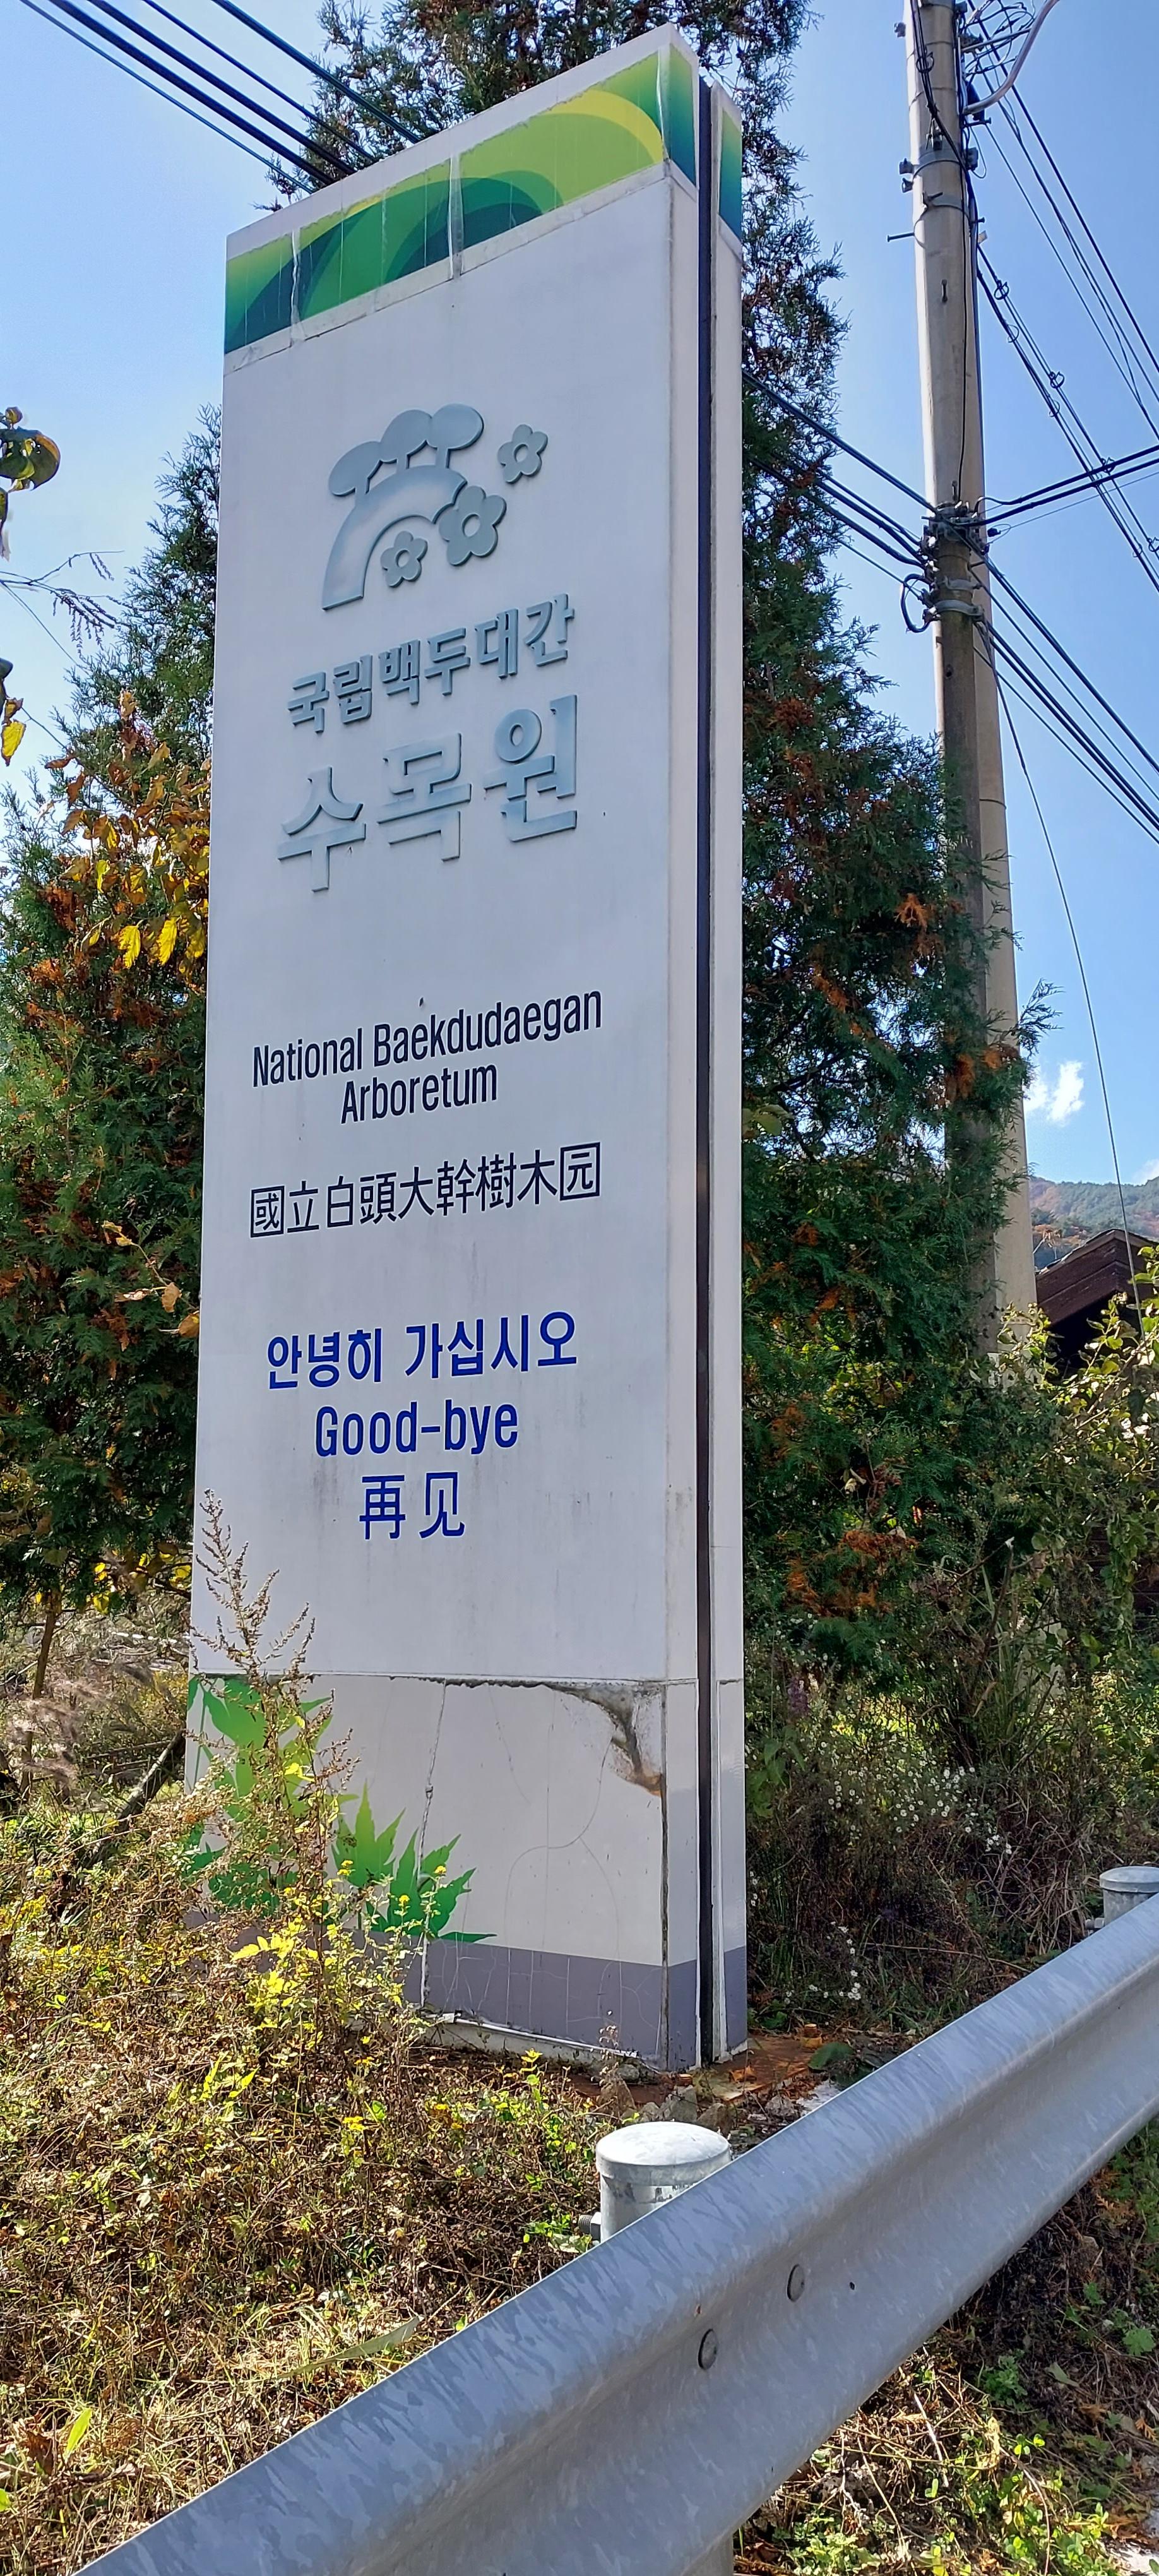 국립백두대간
수목원
National Baekdudaegan
Arboretum
國立白頭大幹樹木园
안녕히 가십시오
Good-bye
再见